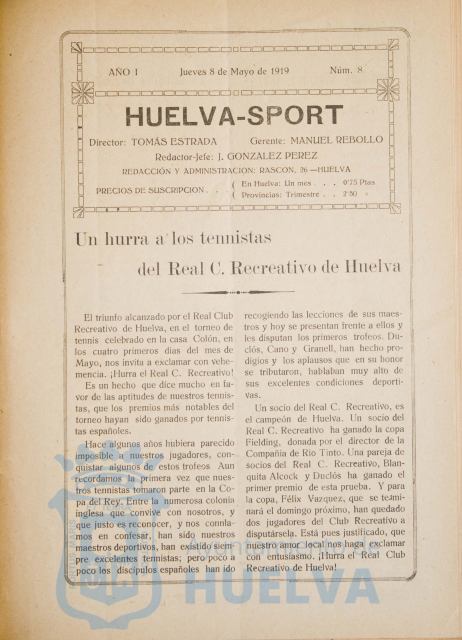 AÑO I
Jueves 8 de Mayo de 1919
Núm. 8
HUELVA-SPORT
Director: TOMÁS ESTRADA
Gerente: MANUEL REBOLLO
Redactor-Jefe: J. GONZALEZ PEREZ
REDACCIÓN Y ADMINISTRACION: RASCON, 26 —HUELVA
PRECIOS DE SUSCRIPCION . . ( En Huelva: Un mes . . . 0'75 Ptas
( Provincias: Trimestre . . 2'50 »
Un hurra a los tennistas
del Real C. Recreativo de Huelva
El triunfo alcanzado por el Real Club
Recreativo de Huelva, en el torneo de
tennis celebrado en la casa Colón, en
los cuatro primeros días del mes de
Mayo, nos invita a exclamar con vehe-
mencia. ¡Hurra el Real C. Recreativo!
Es un hecho que dice mucho en fa-
vor de las aptitudes de nuestros tennis-
tas, que los premios más notables del
torneo hayan sido ganados por tennis-
tas españoles.
Hace algunos años hubiera parecido
imposible a nuestros jugadores, con-
quistar algunos de estos trofeos Aun
recordamos la primera vez que nues-
tros tennistas tomaron parte en la Co-
pa del Rey. Entre la numerosa colonia
inglesa que convive con nosotros, y
que justo es reconocer, y nos
mos en confesar, han sido nuestros
maestros deportivos, han existido siem-
pre excelentes tennistas; pero poco a
poco los discípulos españoles han ido
recogiendo las lecciones de sus maes-
tros y hoy se presentan frente a ellos y
les disputan los primeros trofeos. Du-
clós, Cano y Granell, han hecho pro-
digios y los aplausos que en su honor
se tributaron, hablaban muy alto de
sus excelentes condiciones deporti-
vas.
Un socio del Real C. Recreativo, es
el campeón de Huelva. Un socio del
Real C. Recreativo ha ganado la copa
Fielding, donada por el director de la
Compañía de Rio Tinto. Una pareja de
socios del Real C. Recreativo, Blan-
quita Alcock y Duclós ha ganado el
primer premio de esta prueba. Y para
la copa, Félix Vazquez, que se teami-
nará el domingo próximo, han quedado
dos jugadores del Club Recreativo a
disputársela. Está pues justificado, que
nuestro amor local nos haga exclamar
con entusiasmo. ¡Hurra el Real Club
Recreativo de Huelva!
HUELVA